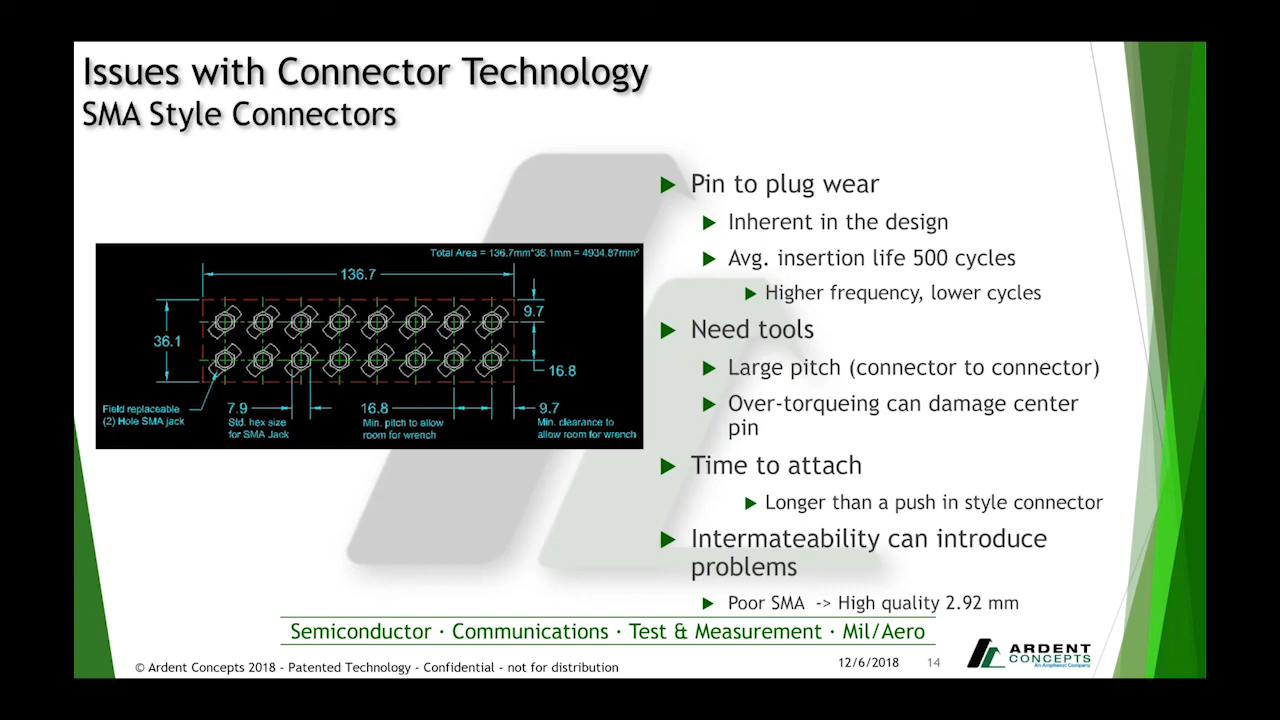 Issues with Connector Technology
SMA Style Connectors
Total Area = 136.7mm*36.1mm = 4934.87mm²
136.7
9.7
36.1
16.8
Field replaceable
(2) Hole SMA jack
7.9
Std. hex size
for SMA Jack
16.8
Min. pitch to allow
room for wrench
9.7
Min. clearance to
allow room for wrench
Pin to plug wear
Inherent in the design
Avg. insertion life 500 cycles
Higher frequency, lower cycles
Need tools
Large pitch (connector to connector)
Over-torqueing can damage center
pin
Time to attach
Longer than a push in style connector
Intermateability can introduce
problems
Poor SMA -> High quality 2.92 mm
Semiconductor · Communications · Test & Measurement · Mil/Aero
© Ardent Concepts 2018 - Patented Technology - Confidential - not for distribution
12/6/2018
14
ARDENT
CONCEPTS
An Amphenol Company